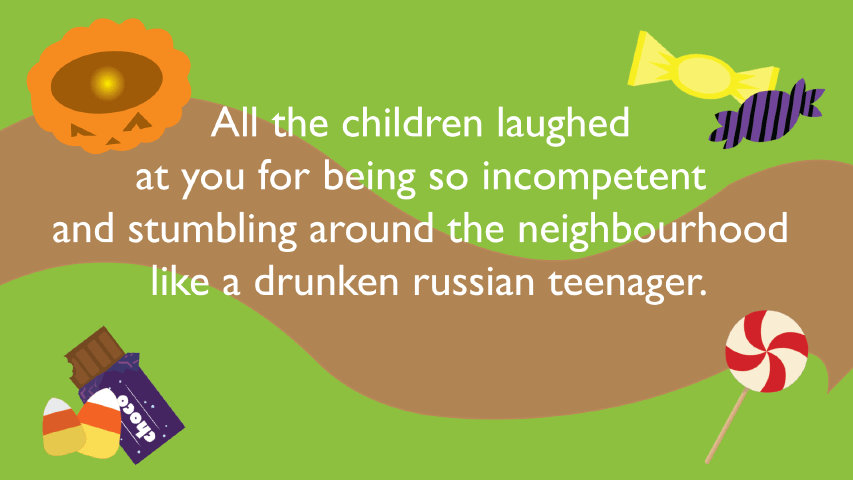 All the children laughed
at you for being so incompetent
and stumbling around the neighbourhood
like a drunken russian teenager.
choco